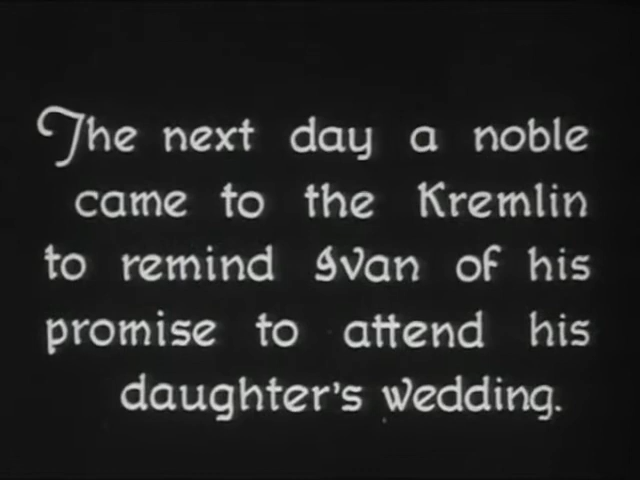 The next day a noble
came to the Kremlin
to remind Ivan of his
promise to attend his
daughter's wedding.